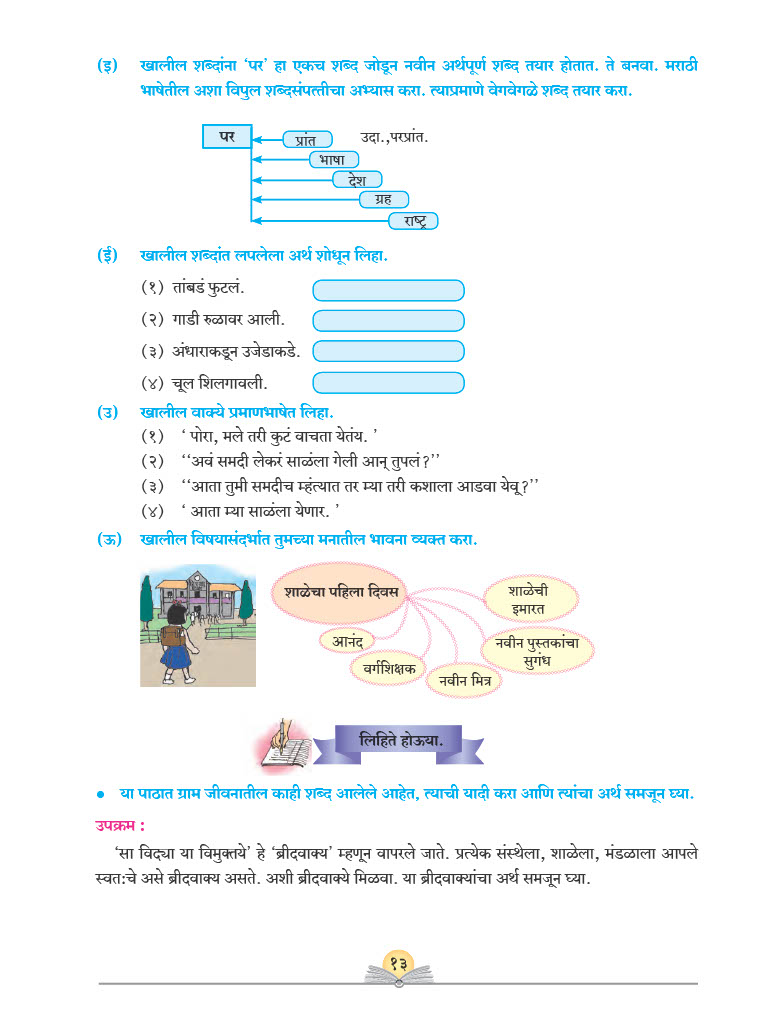 (इ) खालील शब्दांना ‘पर’ हा एकच शब्द जोडून नवीन अर्थपूर्ण शब्द तयार होतात. ते बनवा. मराठी
भाषेतील अशा विपुल शब्दसंपत्तीचा अभ्यास करा. त्याप्रमाणे वेगवेगळे शब्द तयार करा.
पर
प्रांत उदा.,परप्रांत.
भाषा
देश
ग्रह
राष्ट्र
(ई) खालील शब्दांत लपलेला अर्थ शोधून लिहा.
(१) तांबडं फुटलं.
(२) गाडी रुळावर आली.
(३) अंधाराकडून उजेडाकडे.
(४) चूल शिलगावली.
(उ) खालील वाक्ये प्रमाणभाषेत लिहा.
(१) ‘ पोरा, मले तरी कुटं वाचता येतंय. ’
(२) ‘‘अवं समदी लेकरं साळंला गेली आन् तुपलं?’’
(३) ‘‘आता तुमी समदीच म्हंत्यात तर म्या तरी कशाला आडवा येवू?’’
(४) ‘ आता म्या साळंला येणार. ’
(ऊ) खालील विषयासंदर्भात तुमच्या मनातील भावना व्यक्त करा.
शाळेचा पहिला दिवस
शाळेची
इमारत
आनंद
नवीन पुस्तकांचा
सुगंध
वर्गशिक्षक
नवीन मित्र
लिहिते होऊया.
• या पाठात ग्राम जीवनातील काही शब्द आलेले आहेत, त्याची यादी करा आणि त्यांचा अर्थ समजून घ्या.
उपक्रम :
‘सा विद्या या विमुक्तये’ हे ‘ब्रीदवाक्य’ म्हणून वापरले जाते. प्रत्येक संस्थेला, शाळेला, मंडळाला आपले
स्वत:चे असे ब्रीदवाक्य असते. अशी ब्रीदवाक्ये मिळवा. या ब्रीदवाक्यांचा अर्थ समजून घ्या.
१३